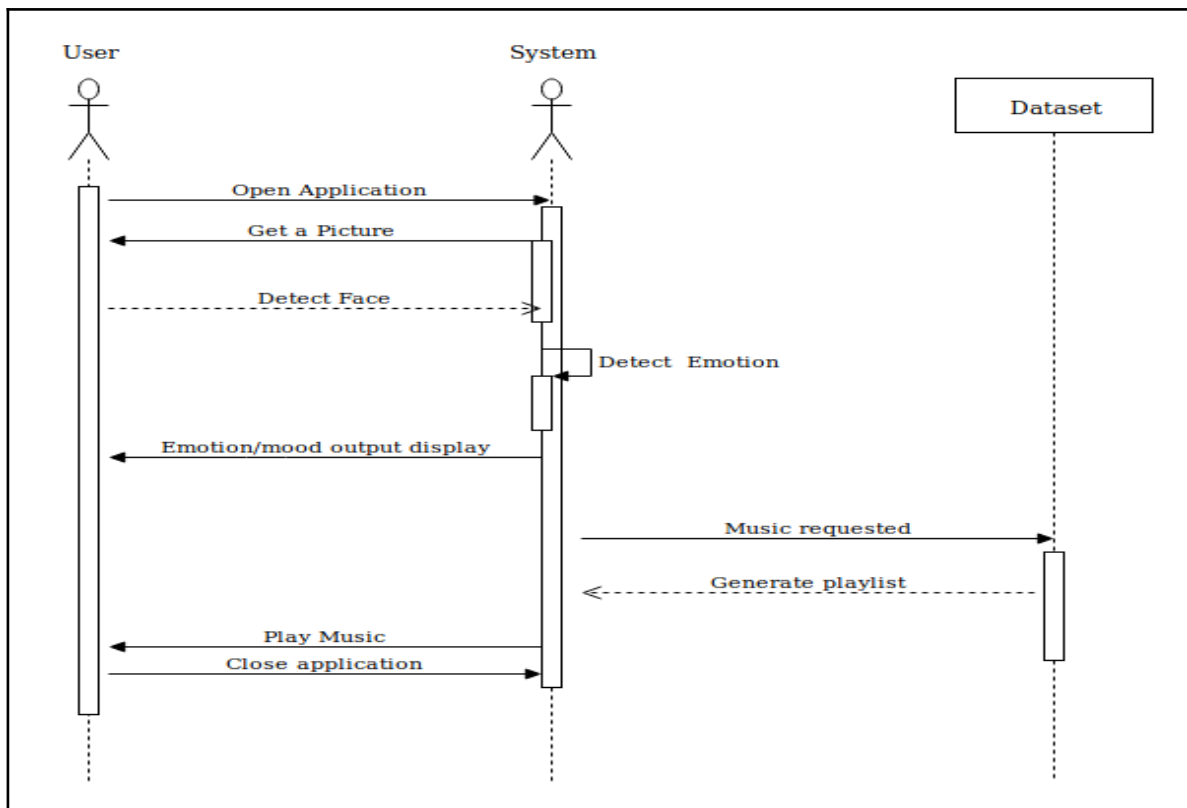 User
System
Dataset
Open Application
Get a Picture
Detect Face
Detect Emotion
Emotion/mood output display
Music requested
Generate playlist
Play Music
Close application